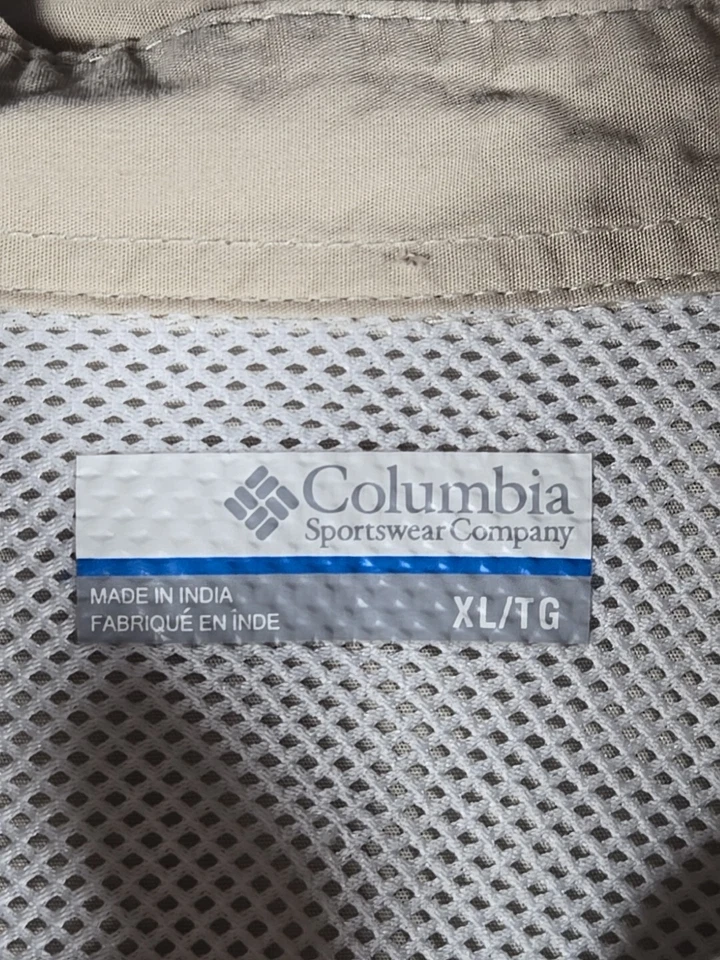 Columbia
Sportswear Company
MADE IN INDIA
FABRIQUÉ EN INDE
XL/TG